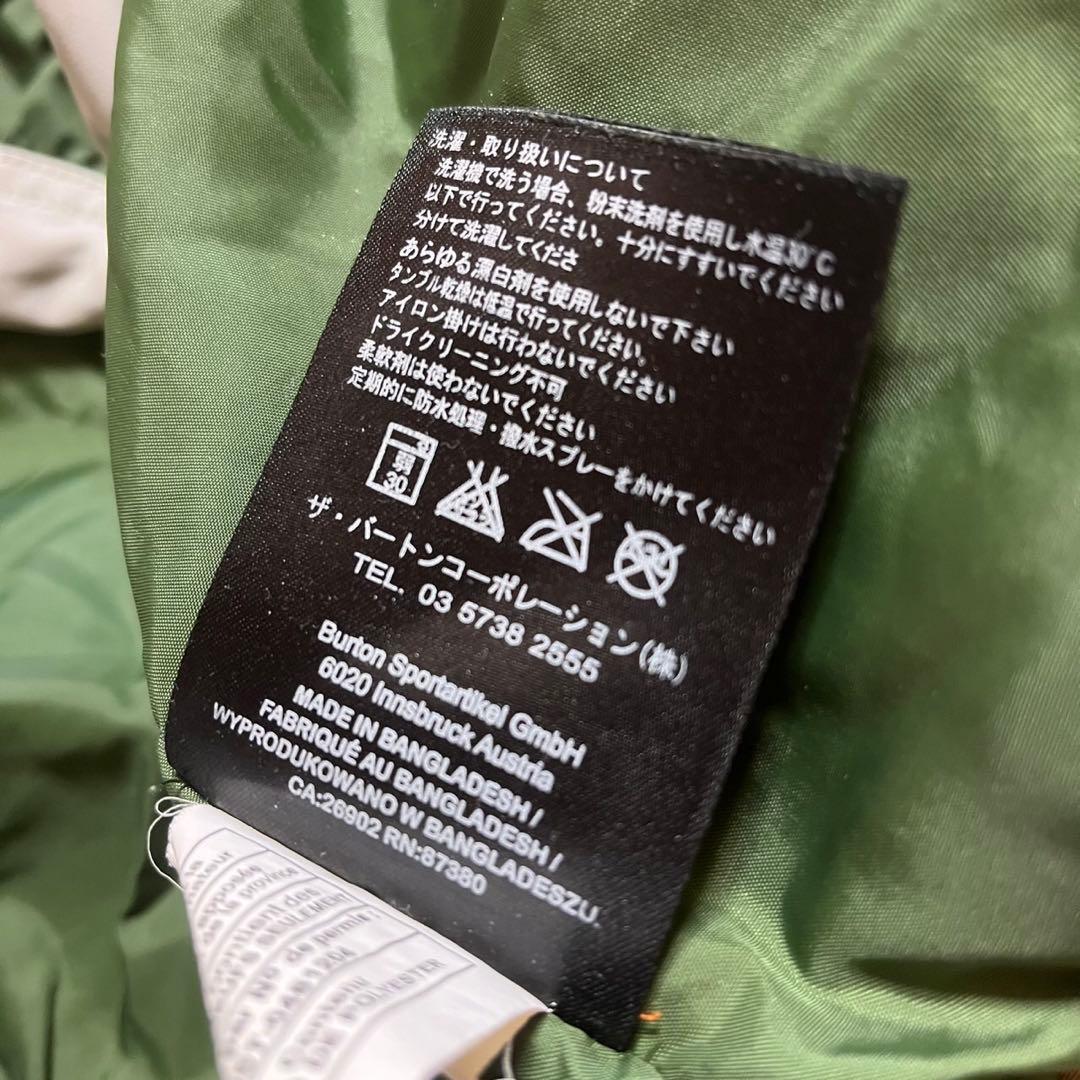 洗濯・取り扱いについて
洗濯機で洗う場合、粉末洗剤を使用し水温30℃
以下で行ってください。十分にすすいでください
分けて洗濯してくださ
あらゆる漂白剤を使用しないで下さい
タンブル乾燥は低温で行ってください。
アイロン掛けは行わないでください
ドライクリーニング不可
柔軟剤は使わないでください
定期的に防水処理・撥水スプレーをかけてください
弱
30
ザ・バートンコーポレーション(株)
TEL. 03 5738 2555
Burton Sportartikel GmbH
6020 Innsbruck Austria
MADE IN BANGLADESH /
FABRIQUÉ AU BANGLADESH /
WYPRODUKOWANO W BANGLADESZU.
CA:26902 RN:87380
province
SEULEMENT
No de permis
POLYESTER